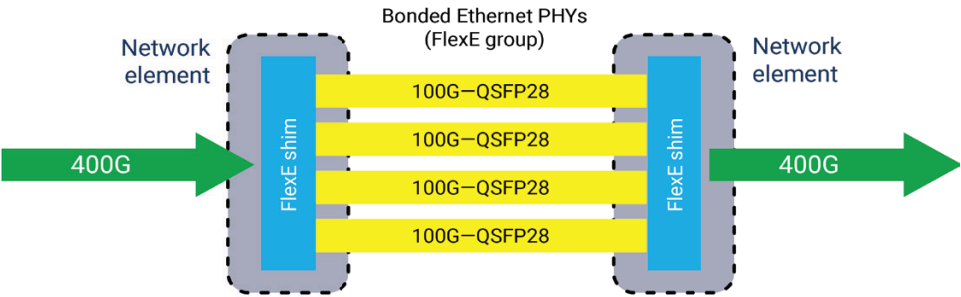 Bonded Ethernet PHYs
(FlexE group)
Network
element
Network
element
400G
FlexE shim
100G—QSFP28
100G—QSFP28
100G—QSFP28
100G—QSFP28
FlexE shim
400G